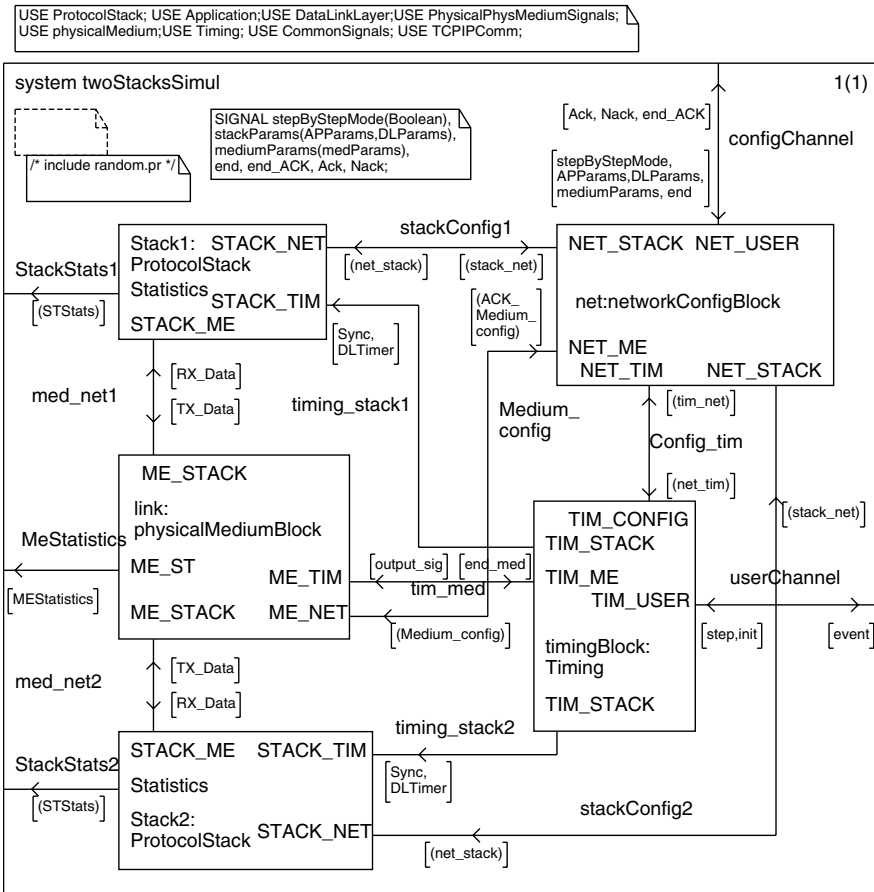 USE ProtocolStack; USE Application;USE DataLinkLayer;USE PhysicalPhysMediumSignals;
USE physicalMedium;USE Timing; USE CommonSignals; USE TCPIPComm;
system twoStacksSimul
1(1)
/* include random.pr */
SIGNAL stepByStepMode(Boolean),
stackParams(APParams,DLParams),
mediumParams(medParams),
end, end_ACK, Ack, Nack;
[Ack, Nack, end_ACK]
configChannel
[stepByStepMode,
APParams,DLParams,
mediumParams, end]
stackConfig1
[(net_stack)]
[(stack_net)]
Stack1:
ProtocolStack
STACK_NET
Statistics
STACK_TIM
STACK_ME
StackStats1
[(STStats)]
NET_STACK
NET_USER
net:networkConfigBlock
NET_ME
NET_TIM
NET_STACK
[(ACK_
Medium_
config)]
[Sync,
DLTimer]
med_net1
[RX_Data]
[TX_Data]
timing_stack1
Medium_
config
[(tim_net)]
Config_tim
[(net_tim)]
[(stack_net)]
ME_STACK
link:
physicalMediumBlock
ME_ST
ME_TIM
ME_STACK
ME_NET
MeStatistics
[MEStatistics]
[output_sig]
[end_med]
tim_med
[(Medium_config)]
TIM_CONFIG
TIM_STACK
TIM_ME
TIM_USER
timingBlock:
Timing
TIM_STACK
userChannel
[step,init]
[event]
med_net2
[TX_Data]
[RX_Data]
timing_stack2
[Sync,
DLTimer]
StackStats2
[(STStats)]
STACK_ME
STACK_TIM
Statistics
Stack2:
ProtocolStack
STACK_NET
stackConfig2
[(net_stack)]